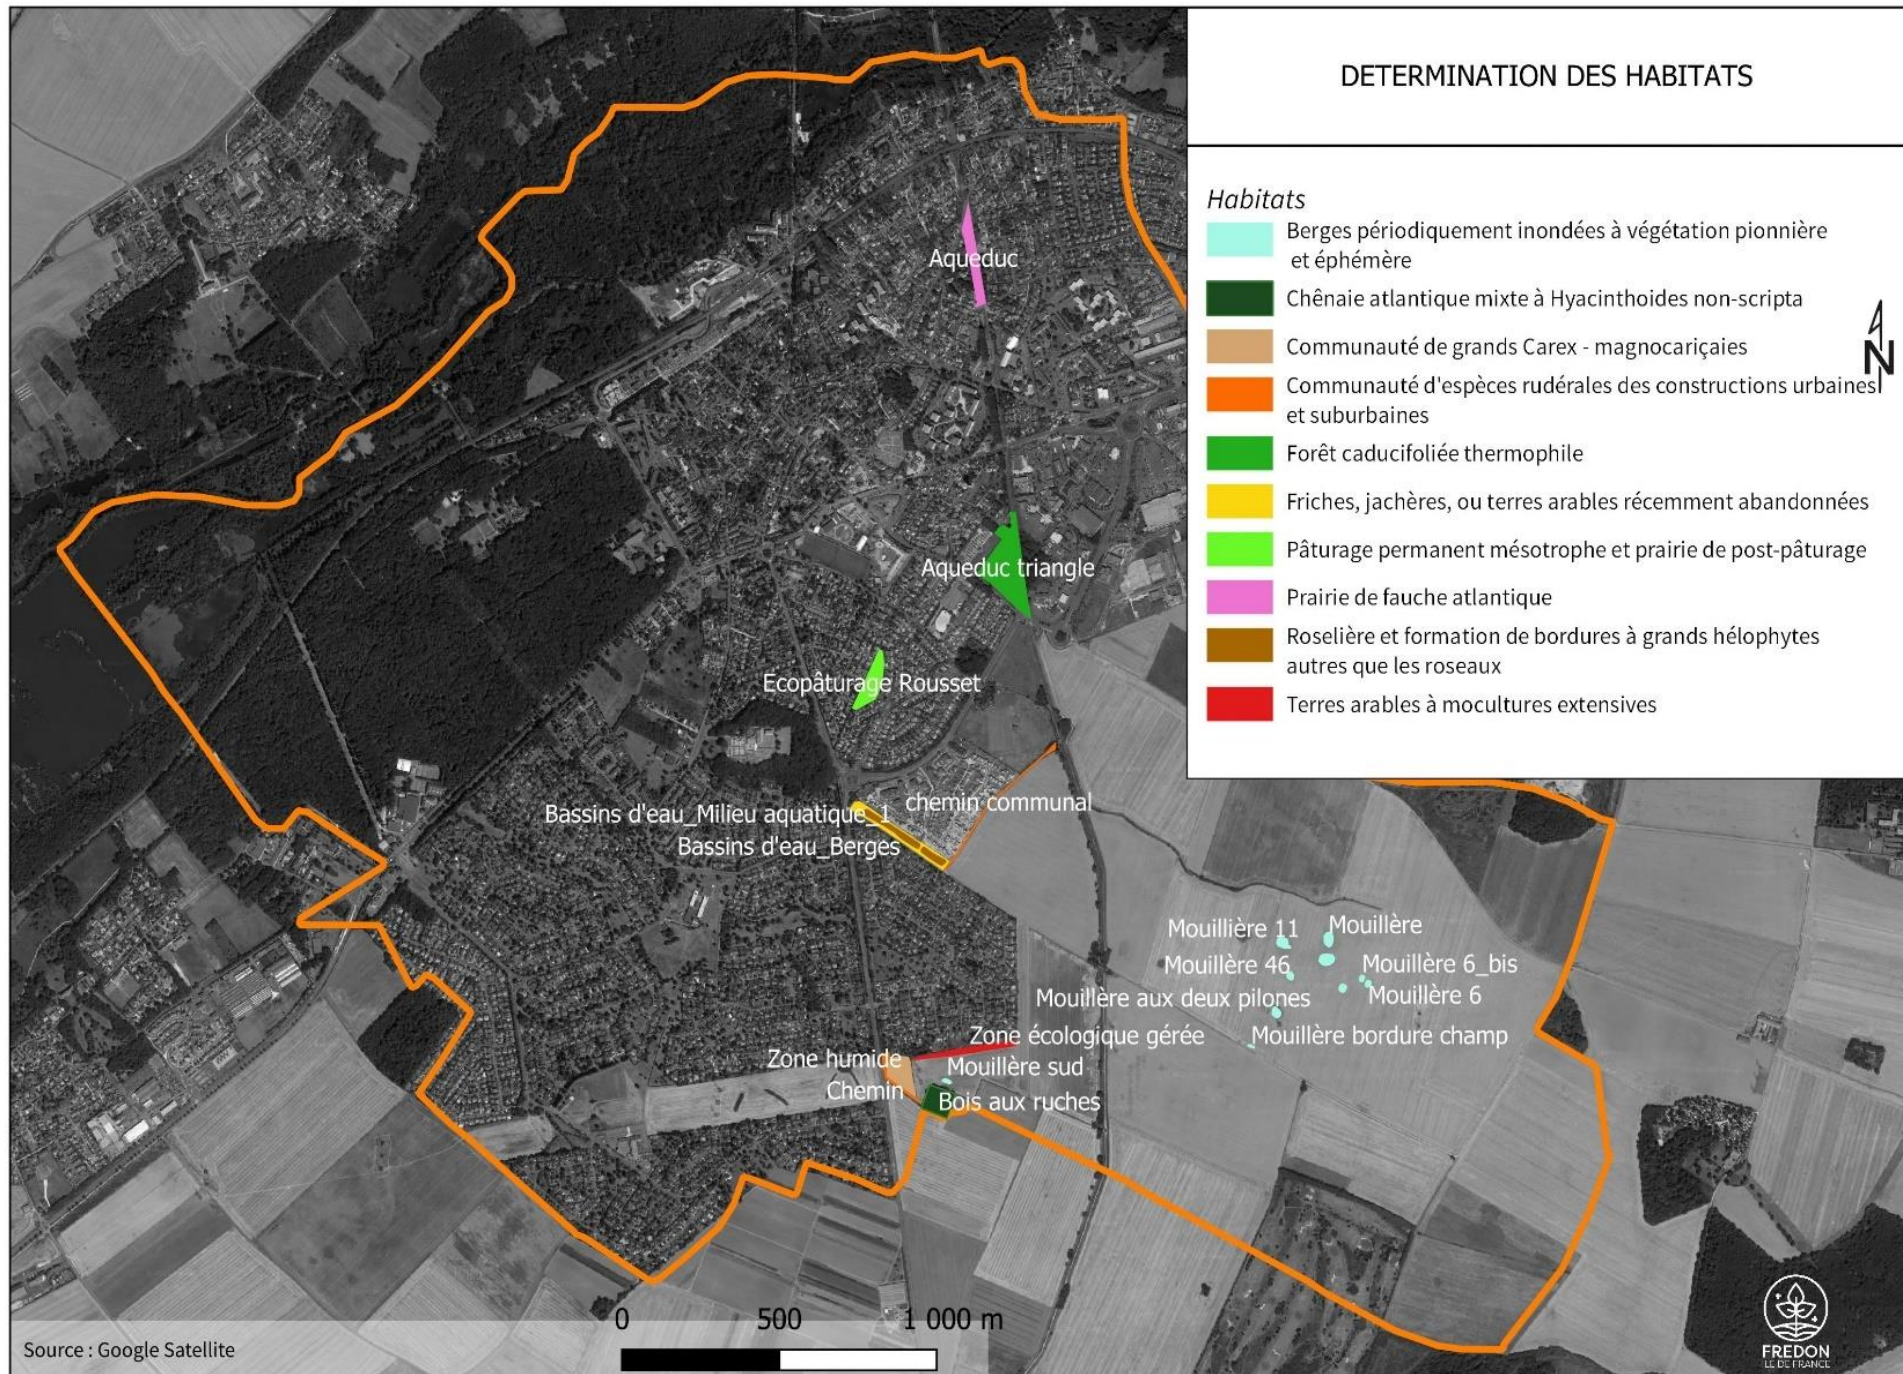 DETERMINATION DES HABITATS
Habitats
Berges périodiquement inondées à végétation pionnière
et éphémère
Chênaie atlantique mixte à Hyacinthoides non-scripta
Communauté de grands Carex - magnocariçaies
Communauté d'espèces rudérales des constructions urbaines
et suburbaines
Forêt caducifoliée thermophile
Friches, jachères, ou terres arables récemment abandonnées
Pâturage permanent mésotrophe et prairie de post-pâturage
Prairie de fauche atlantique
Roselière et formation de bordures à grands hélophytes
autres que les roseaux
Terres arables à mocultures extensives
N
Aqueduc
Aqueduc triangle
Ecopâturage Rousset
chemin communal
Bassins d'eau_Milieu aquatique_1
Bassins d'eau_Berges
Mouillière 11
Mouillère
Mouillère 46
Mouillère 6_bis
Mouillère 6
Mouillère aux deux pilones
Mouillère bordure champ
Zone écologique gérée
Zone humide
Mouillère sud
Chemin
Bois aux ruches
0 500 1 000 m
Source : Google Satellite
FREDON
ILE DE FRANCE